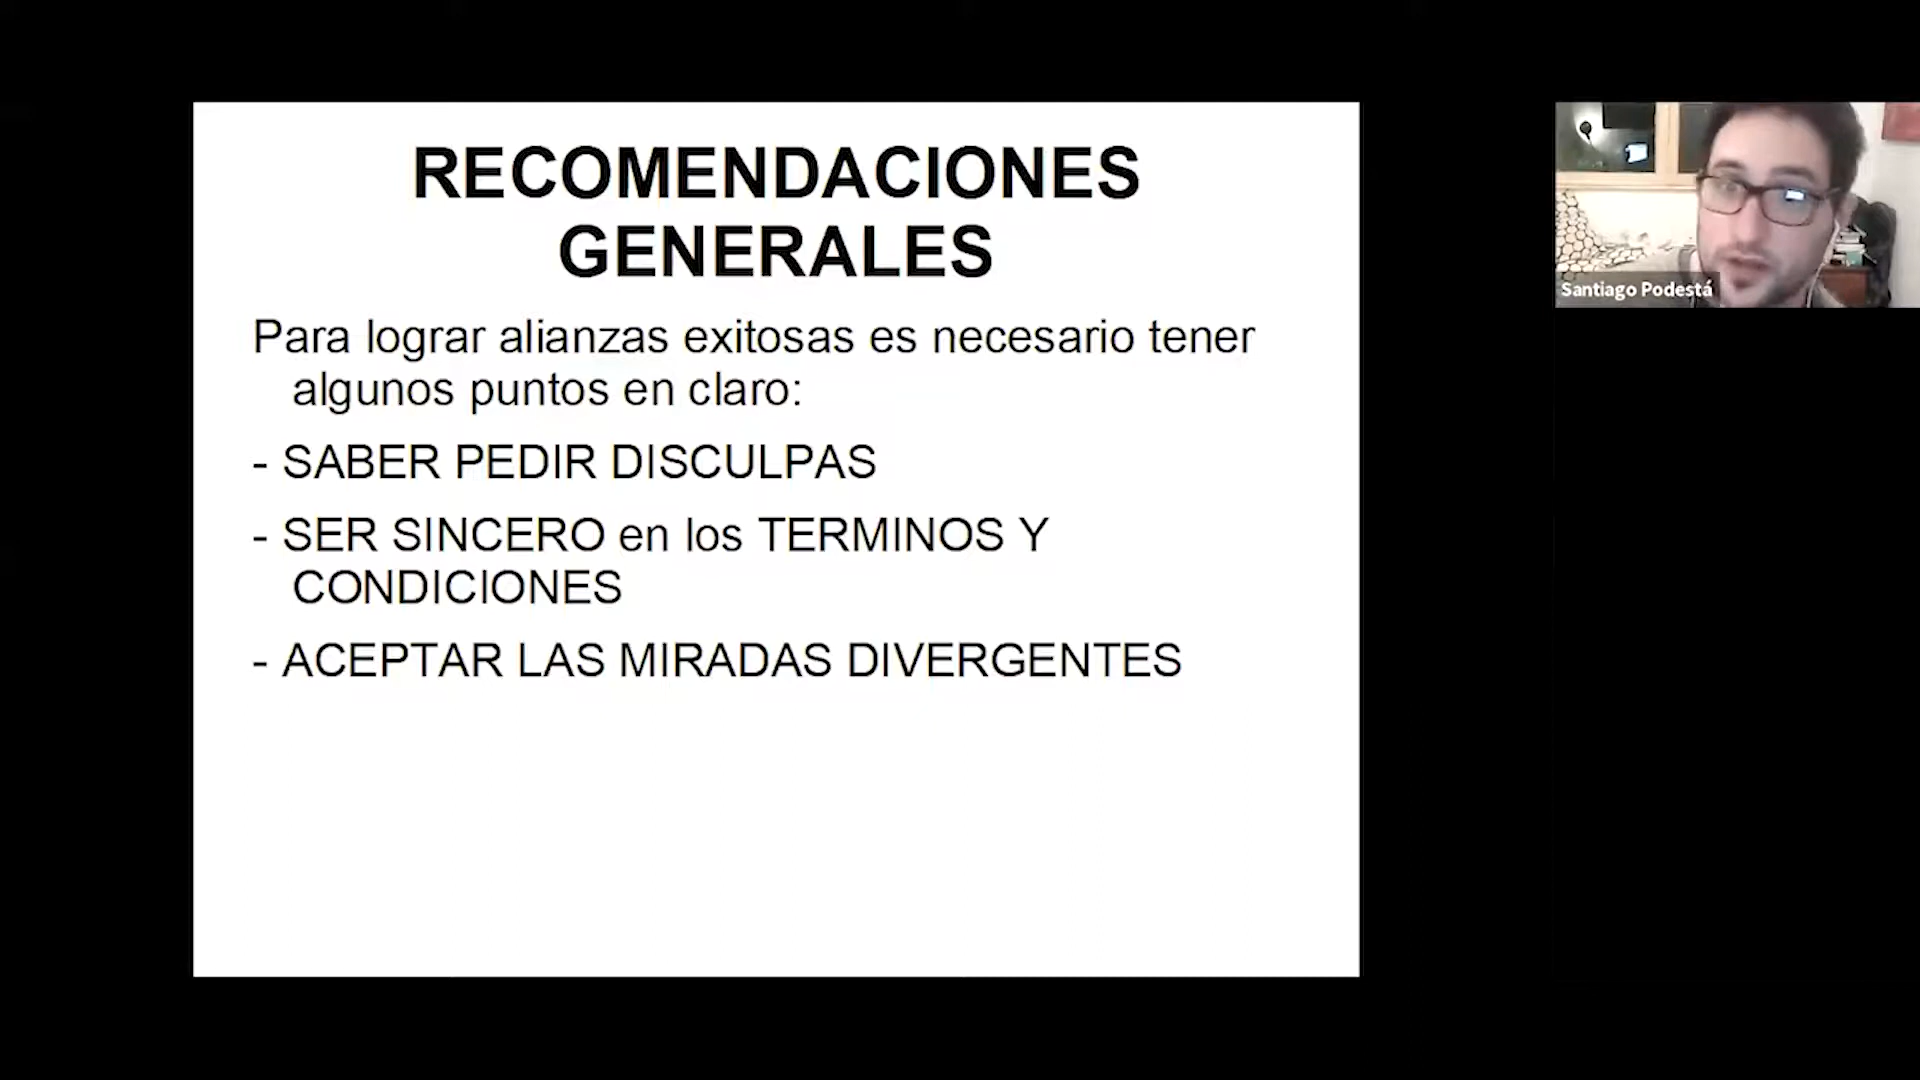 RECOMENDACIONES
GENERALES
Para lograr alianzas exitosas es necesario tener
algunos puntos en claro:
- SABER PEDIR DISCULPAS
- SER SINCERO en los TERMINOS Y
CONDICIONES
- ACEPTAR LAS MIRADAS DIVERGENTES
Santiago Podestá